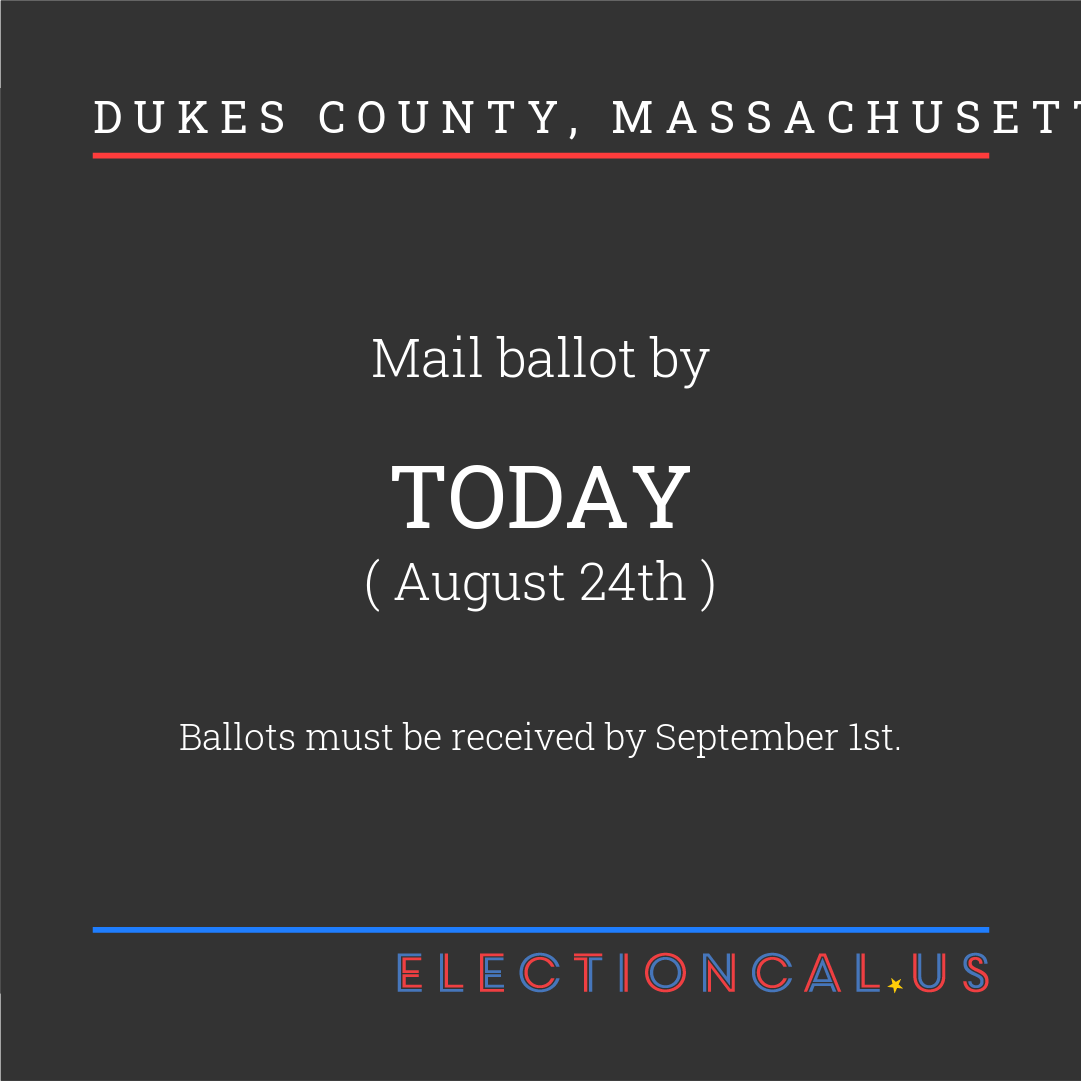 DUKES COUNTY, MASSACHUSETT
Mail ballot by
TODAY
( August 24th )
Ballots must be received by September 1st.
ELECTIONCAL.US